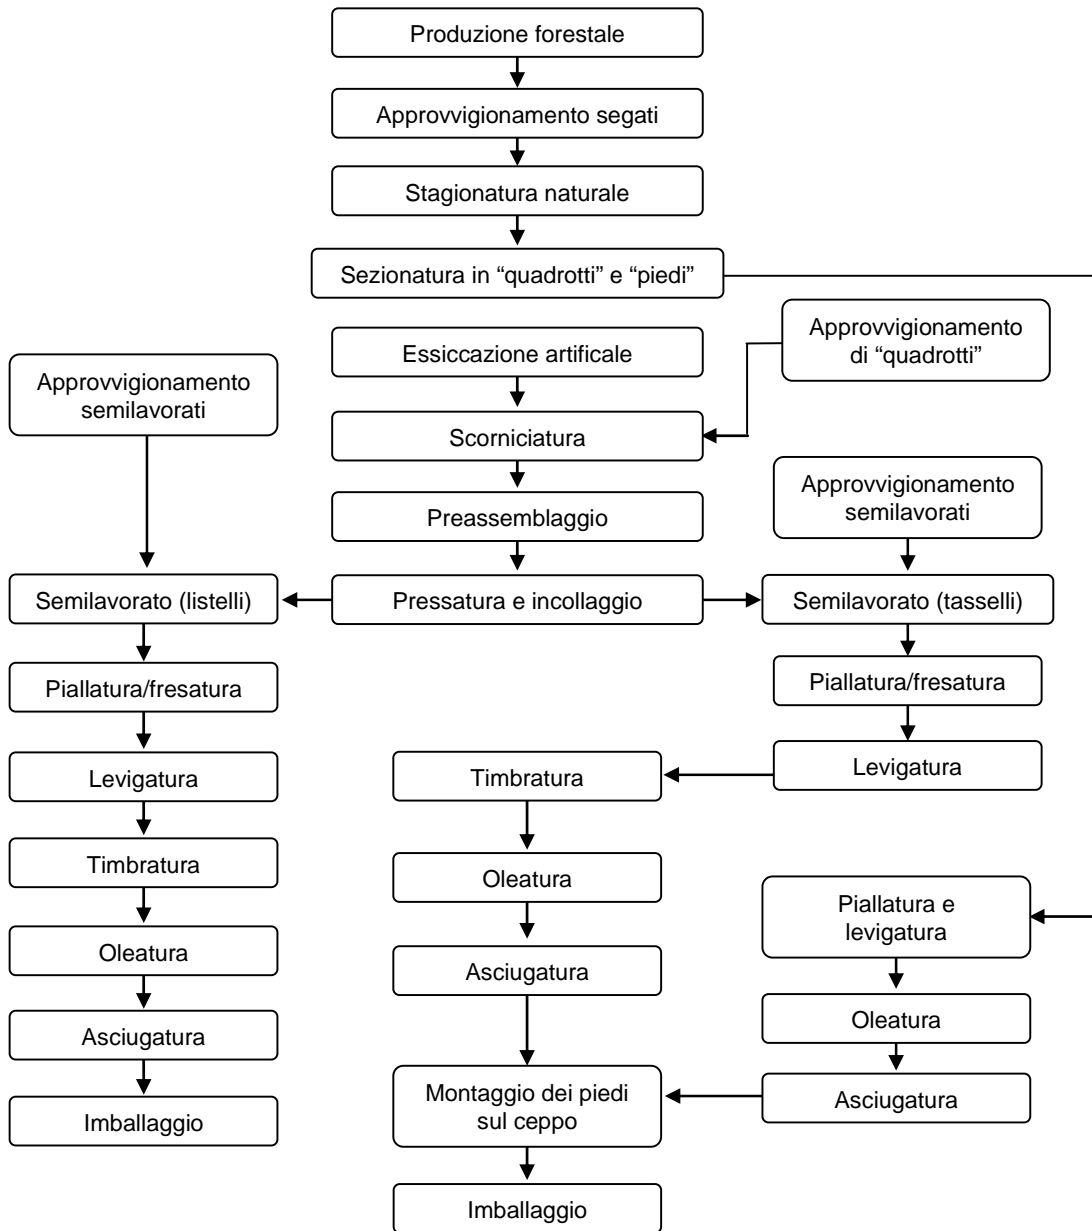 Produzione forestale
Approvvigionamento segati
Stagionatura naturale
Sezionatura in “quadrotti” e “piedi”
Approvvigionamento
di “quadrotti”
Essiccazione artificale
Approvvigionamento
semilavorati
Scorniciatura
Approvvigionamento
semilavorati
Preassemblaggio
Semilavorato (listelli)
Pressatura e incollaggio
Semilavorato (tasselli)
Piallatura/fresatura
Piallatura/fresatura
Levigatura
Timbratura
Levigatura
Timbratura
Oleatura
Piallatura e
levigatura
Oleatura
Asciugatura
Oleatura
Asciugatura
Montaggio dei piedi
sul ceppo
Asciugatura
Imballaggio
Imballaggio